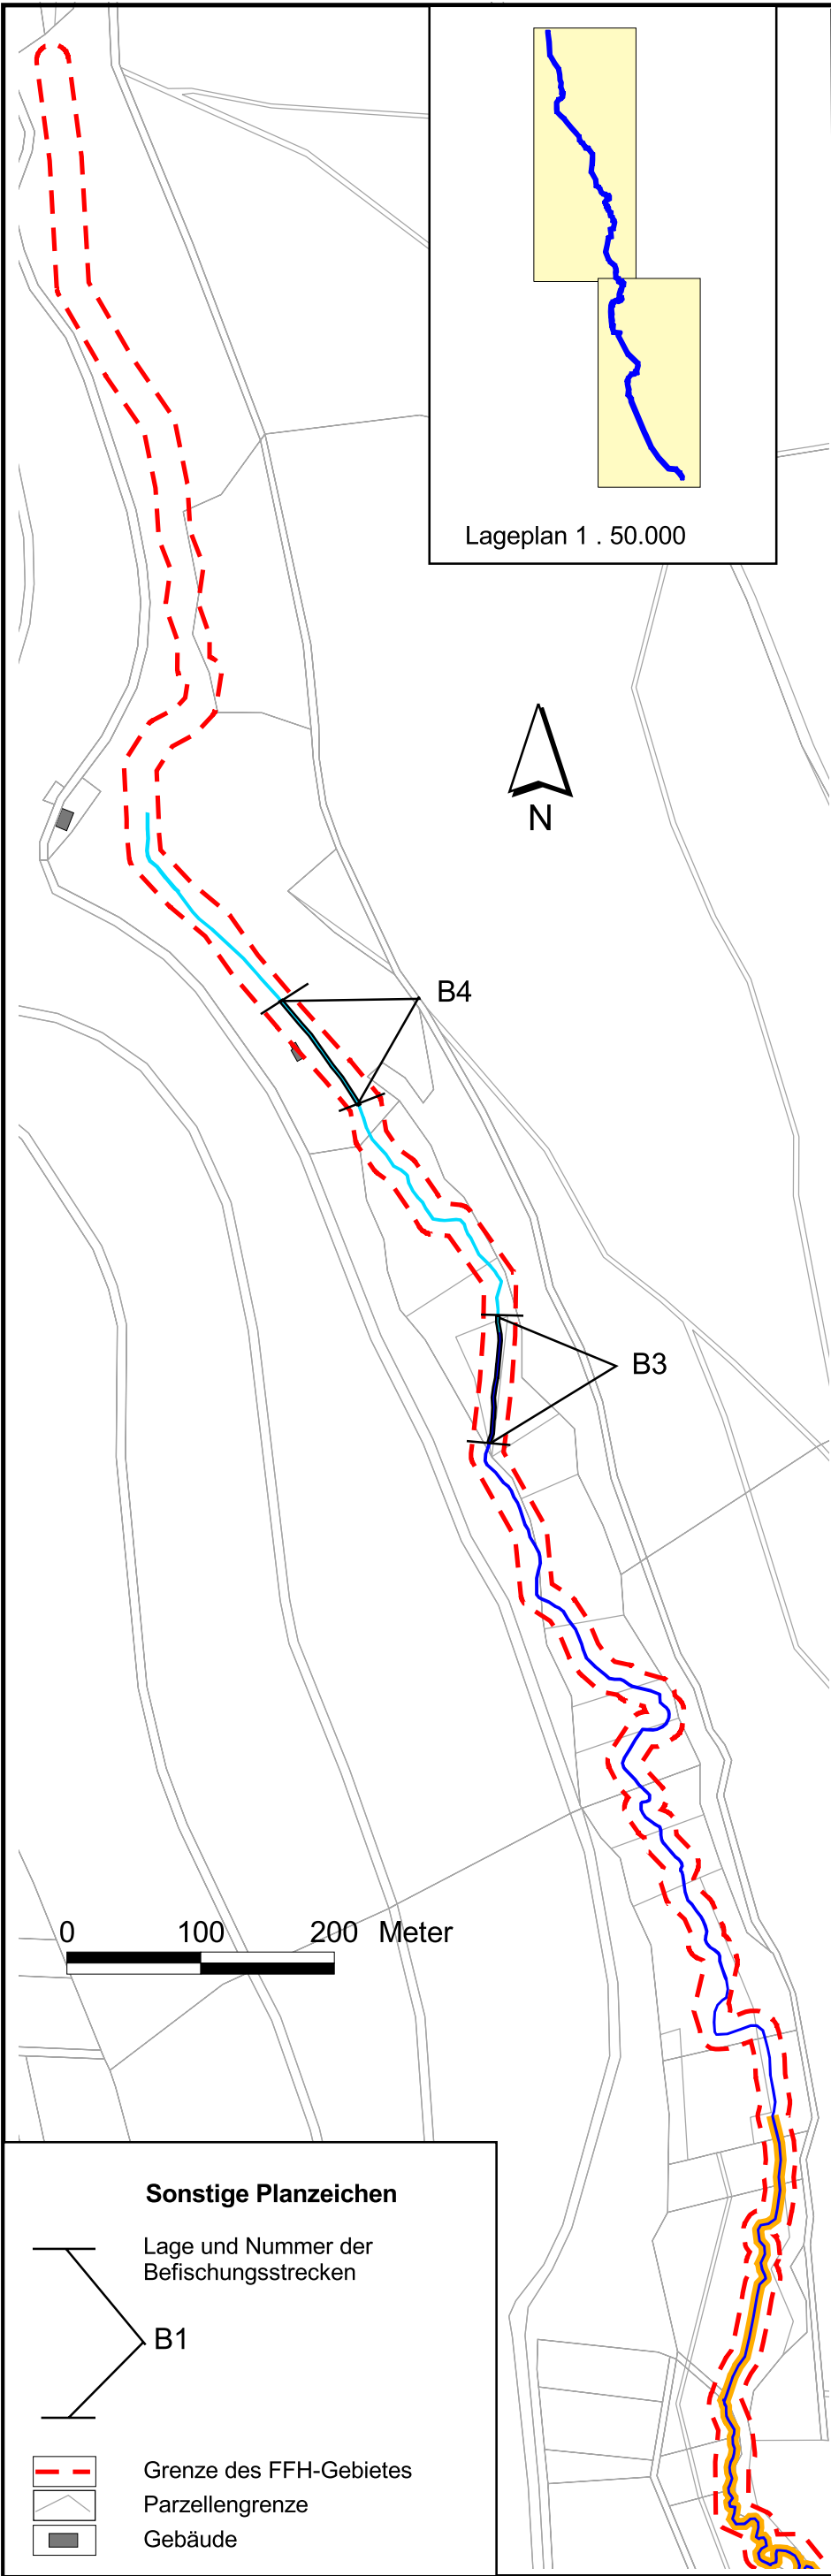 Lageplan 1 . 50.000
N
B4
B3
0 100 200 Meter
Sonstige Planzeichen
Lage und Nummer der
Befischungsstrecken
B1
Grenze des FFH-Gebietes
Parzellengrenze
Gebäude